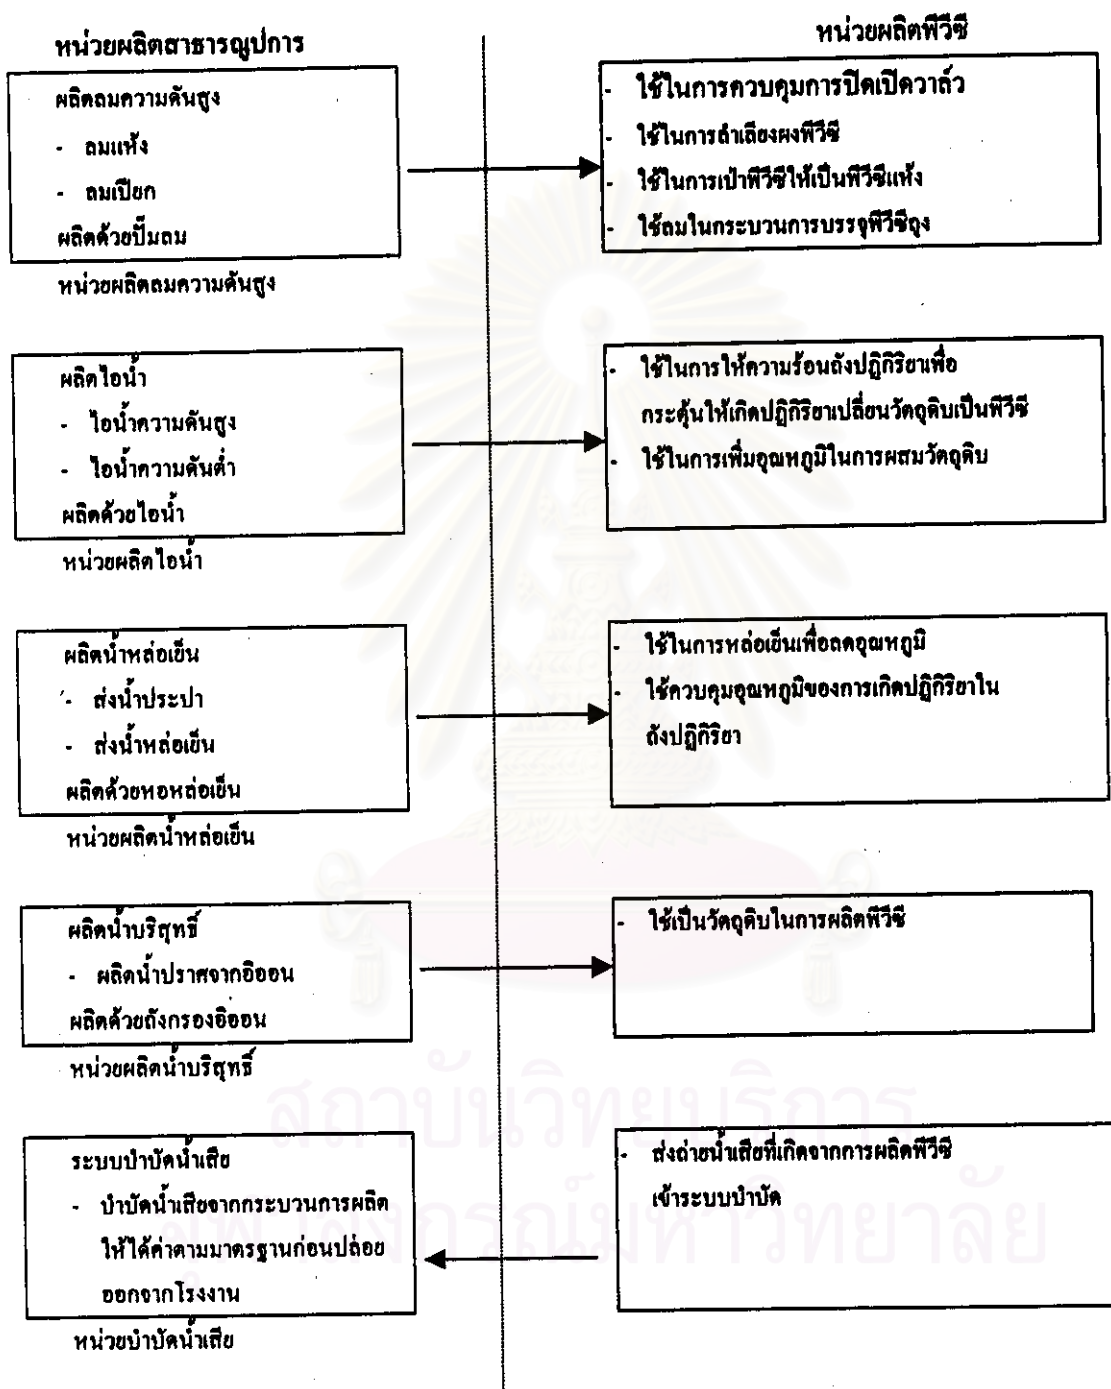 หน่วยผลิตสาธารณูปการ
หน่วยผลิตพีวีซี
ผลิตลมความดันสูง
- ลมแห้ง
- ลมเปียก
ผลิตด้วยปั๊มลม
หน่วยผลิตลมความดันสูง
- ใช้ในการควบคุมการปิดเปิดวาล์ว
- ใช้ในการลำเลียงผงพีวีซี
- ใช้ในการเป่าพีวีซีให้เป็นพีวีซีแห้ง
- ใช้ลมในกระบวนการบรรจุพีวีซีถุง
ผลิตไอน้ำ
- ไอน้ำความดันสูง
- ไอน้ำความดันต่ำ
ผลิตด้วยไอน้ำ
หน่วยผลิตไอน้ำ
- ใช้ในการให้ความร้อนถังปฏิกิริยาเพื่อ
กระตุ้นให้เกิดปฏิกิริยาเปลี่ยนวัตถุดิบเป็นพีวีซี
- ใช้ในการเพิ่มอุณหภูมิในการผสมวัตถุดิบ
ผลิตน้ำหล่อเย็น
- ส่งน้ำประปา
- ส่งน้ำหล่อเย็น
ผลิตด้วยหอหล่อเย็น
หน่วยผลิตน้ำหล่อเย็น
- ใช้ในการหล่อเย็นเพื่อลดอุณหภูมิ
- ใช้ควบคุมอุณหภูมิของการเกิดปฏิกิริยาใน
ถังปฏิกิริยา
ผลิตน้ำบริสุทธิ์
- ผลิตน้ำปราศจากอิออน
ผลิตด้วยถังกรองอิออน
หน่วยผลิตน้ำบริสุทธิ์
- ใช้เป็นวัตถุดิบในการผลิตพีวีซี
ระบบบำบัดน้ำเสีย
- บำบัดน้ำเสียจากกระบวนการผลิต
ให้ได้ค่าตามมาตรฐานก่อนปล่อย
ออกจากโรงงาน
หน่วยบำบัดน้ำเสีย
- ส่งถ่ายน้ำเสียที่เกิดจากการผลิตพีวีซี
เข้าระบบบำบัด
สถาบันวิทยบริการ
จุฬาลงกรณ์มหาวิทยาลัย